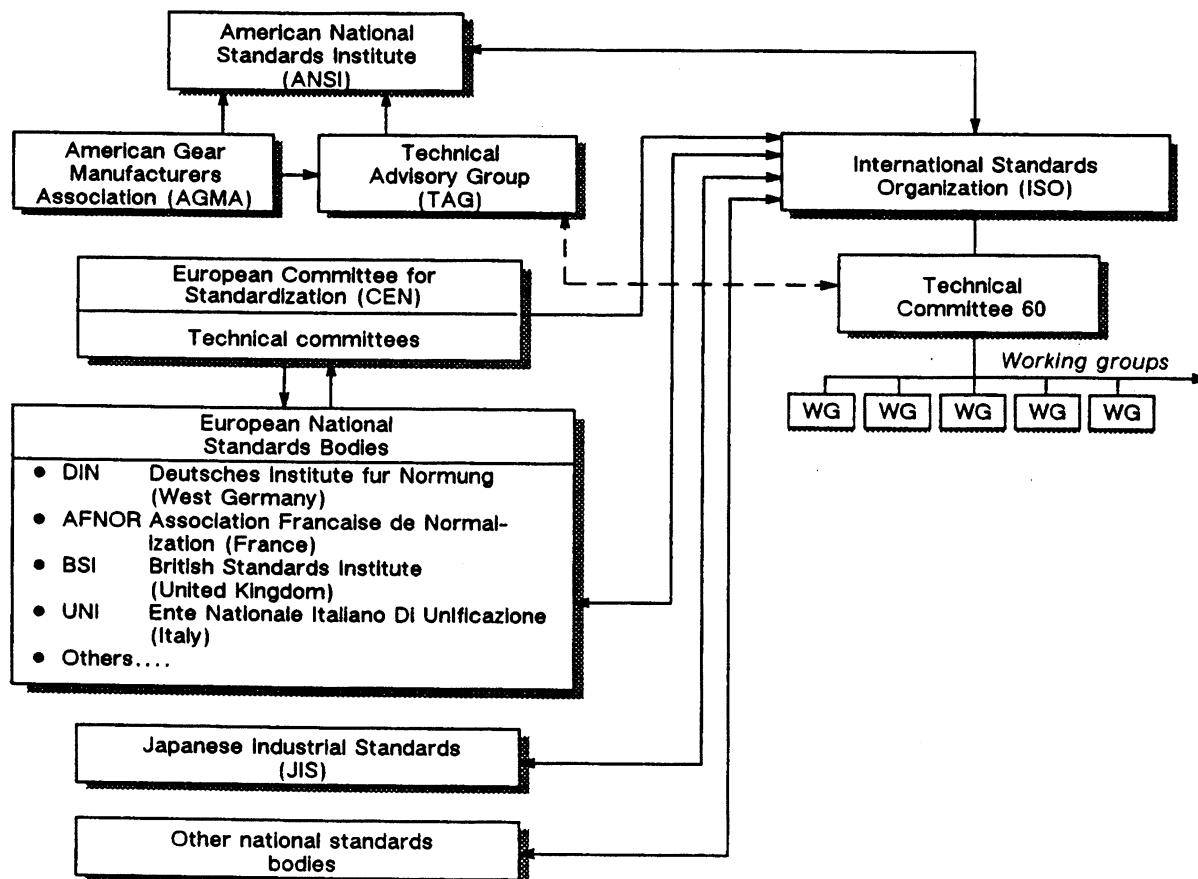 American National
Standards Institute
(ANSI)
American Gear
Manufacturers
Association (AGMA)
Technical
Advisory Group
(TAG)
International Standards
Organization (ISO)
European Committee for
Standardization (CEN)
Technical committees
Technical
Committee 60
Working groups
WG WG WG WG WG
European National
Standards Bodies
● DIN Deutsches Institute fur Normung
(West Germany)
● AFNOR Association Francaise de Normal-
ization (France)
● BSI British Standards Institute
(United Kingdom)
● UNI Ente Nationale Italiano Di Unificazione
(Italy)
● Others....
Japanese Industrial Standards
(JIS)
Other national standards
bodies